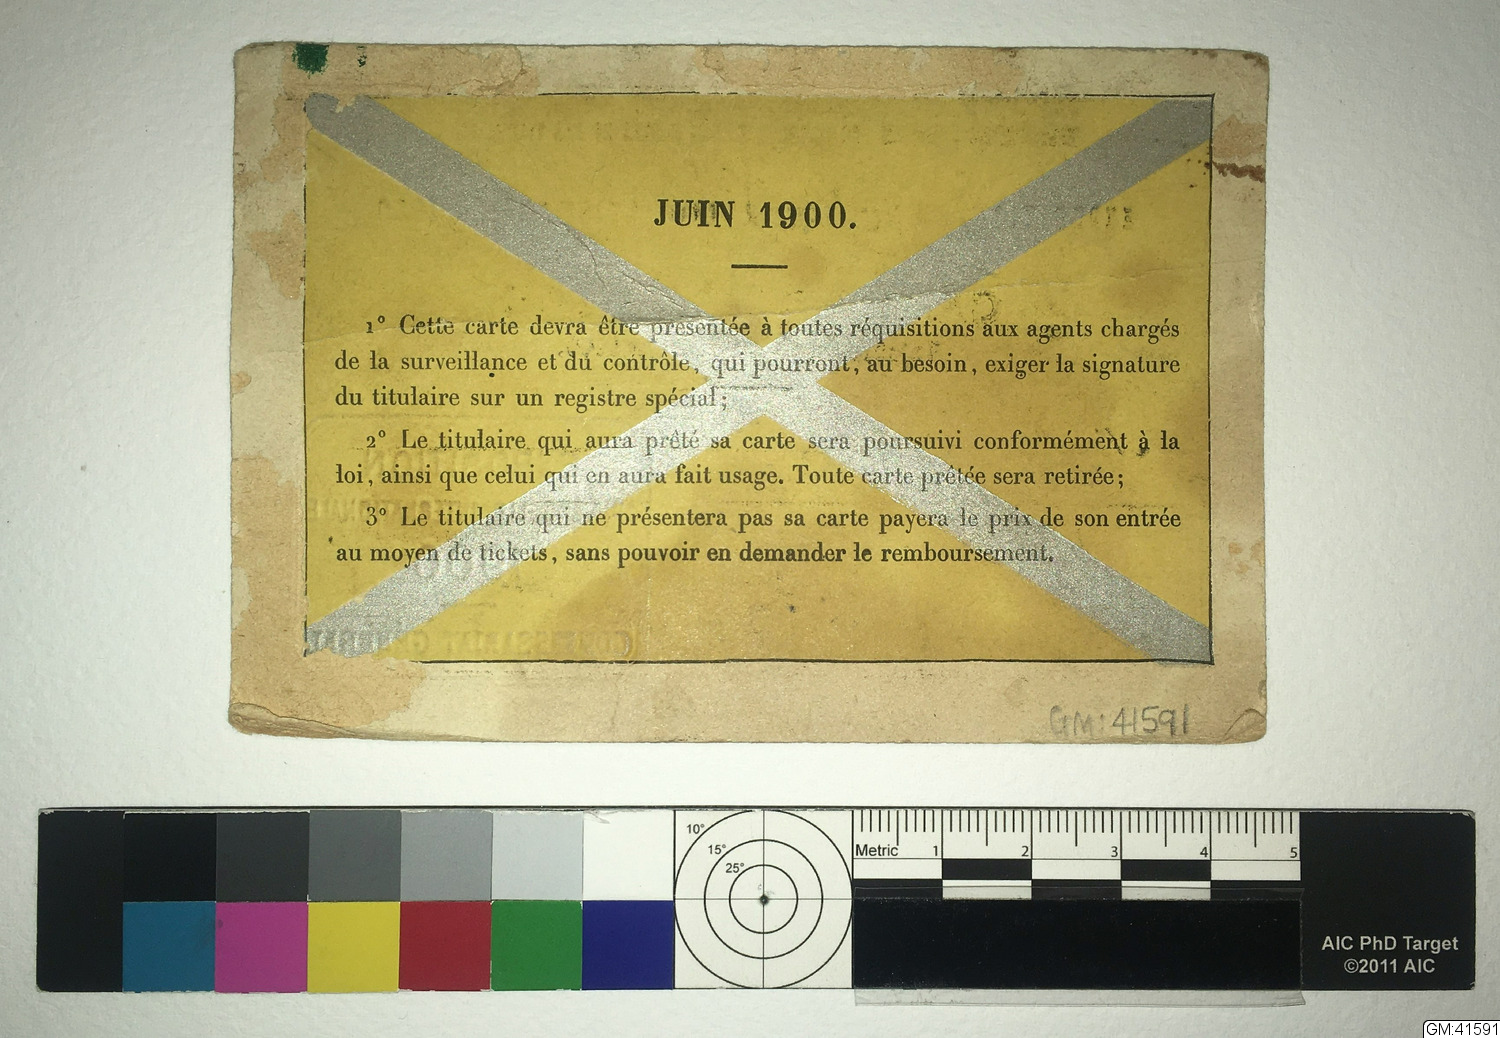 JUIN 1900.
1° Cette carte devra être présentée à toutes réquisitions aux agents chargés
de la surveillance et du contrôle, qui pourront, au besoin, exiger la signature
du titulaire sur un registre spécial;
2° Le titulaire qui aura prêté sa carte sera poursuivi conformément à la
loi, ainsi que celui qui en aura fait usage. Toute carte prêtée sera retirée;
3° Le titulaire qui ne présentera pas sa carte payera le prix de son entrée
au moyen de tickets, sans pouvoir en demander le remboursement.
GM:41591
10°
15°
25°
Metric 1 2 3 4 5
AIC PhD Target
©2011 AIC
GM:41591